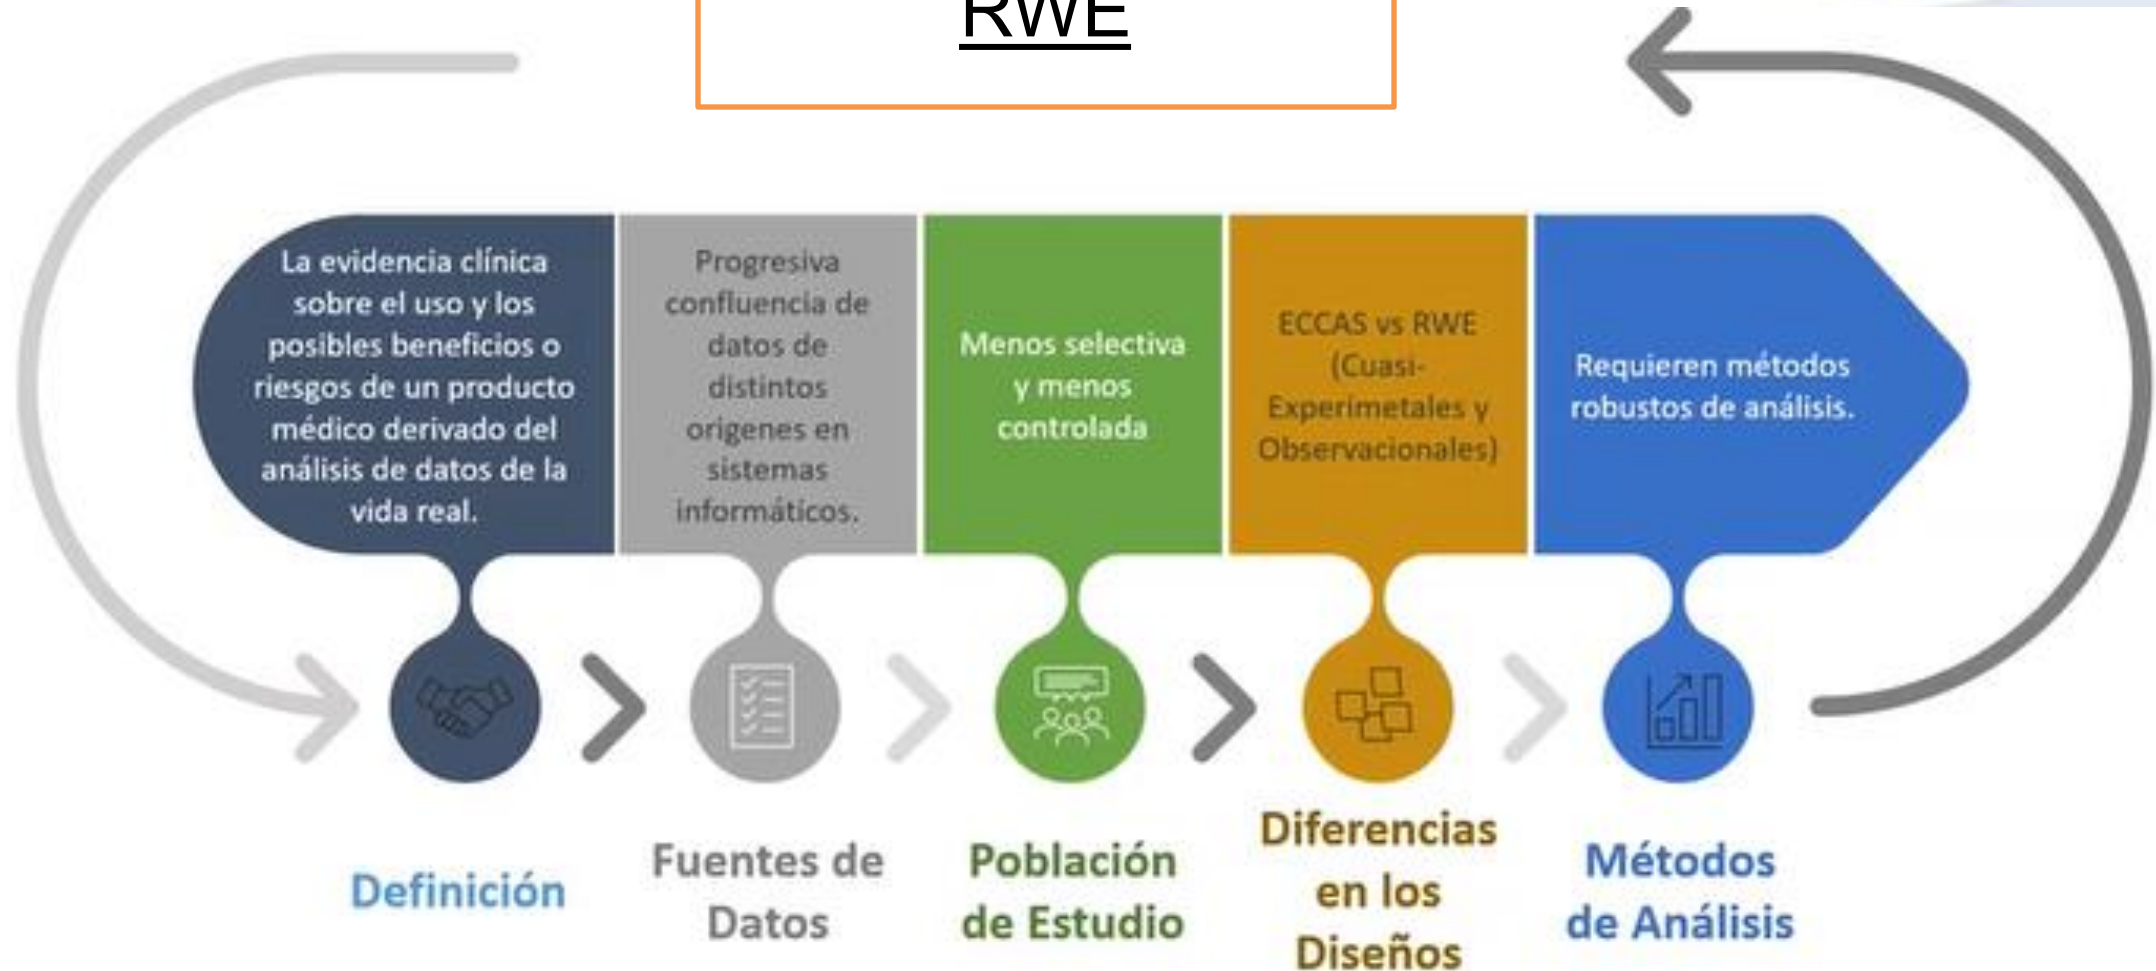 RWE
La evidencia clínica
sobre el uso y los
posibles beneficios o
riesgos de un producto
médico derivado del
análisis de datos de la
vida real.
Progresiva
confluencia de
datos de
distintos
origenes en
sistemas
informáticos.
Menos selectiva
y menos
controlada
ECCAS vs RWE
(Cuasi-
Experimetales y
Observacionales)
Requieren métodos
robustos de análisis.
Definición
Fuentes de
Datos
Población
de Estudio
Diferencias
en los
Diseños
Métodos
de Análisis